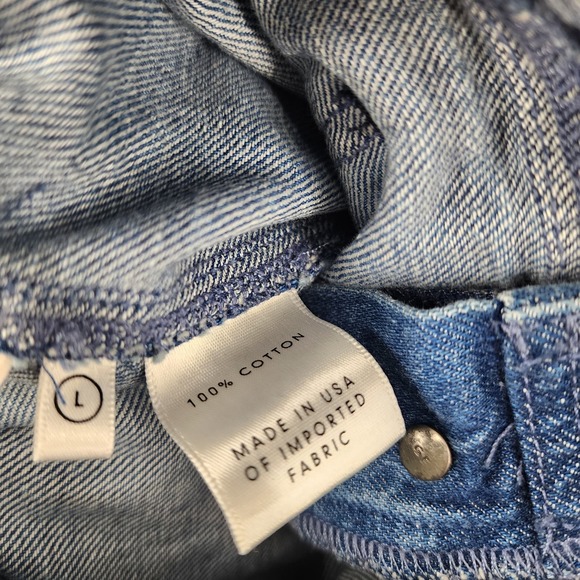 L
100% COTTON
MADE IN USA
OF IMPORTED
FABRIC